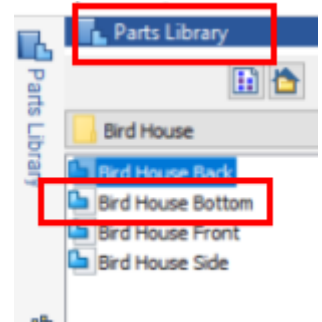 Parts Library
Parts Library
Bird House
Bird House Back
Bird House Bottom
Bird House Front
Bird House Side